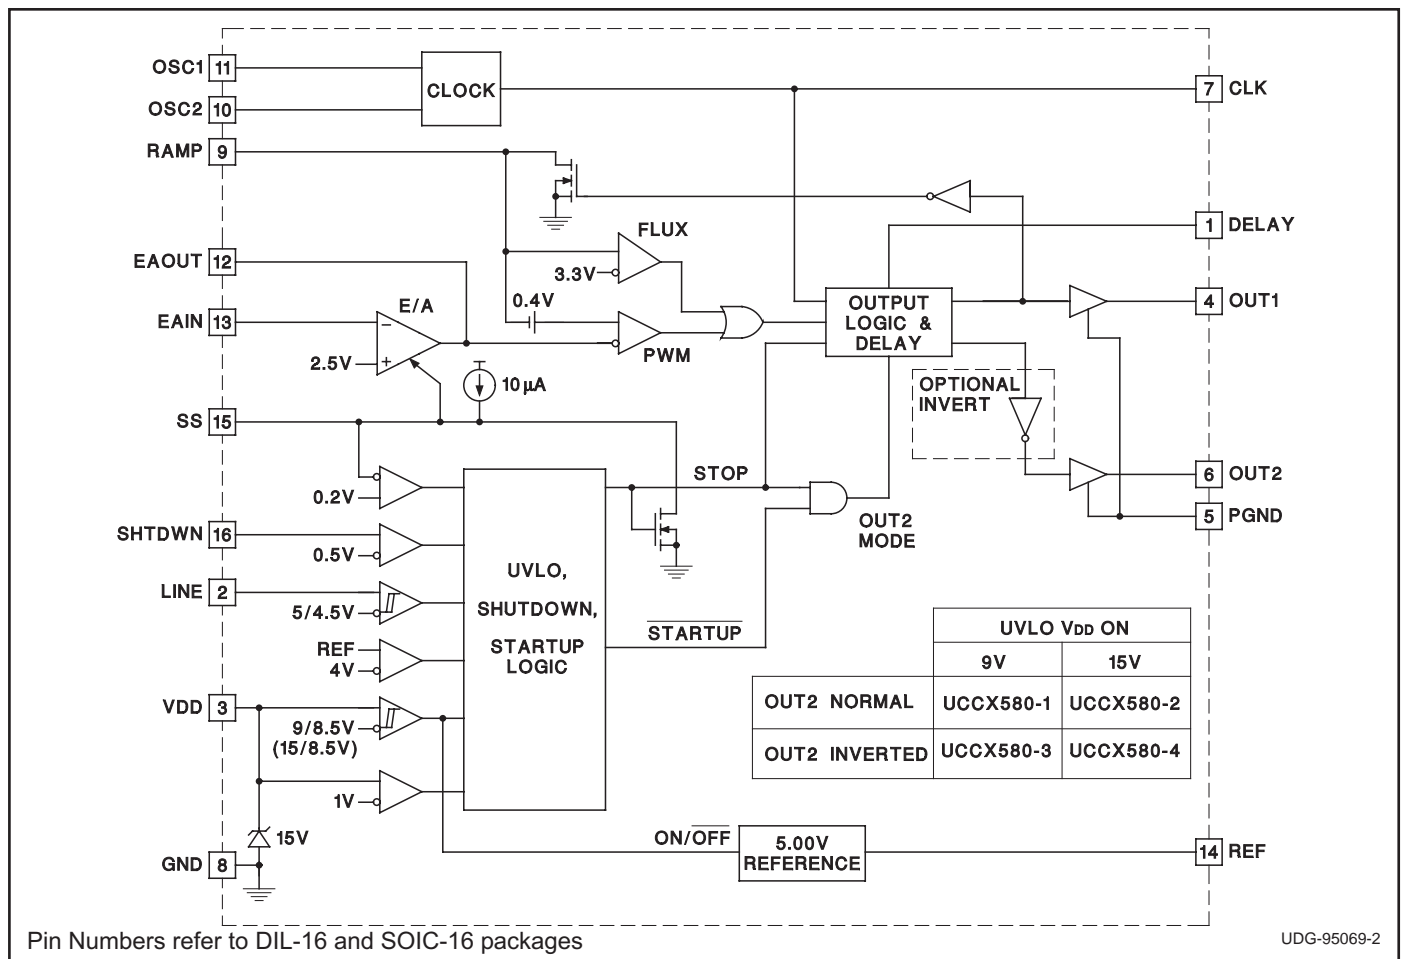 OSC1 11
CLOCK
7 CLK
OSC2 10
RAMP 9
1 DELAY
FLUX
EAOUT 12
3.3V
0.4V
E/A
OUTPUT
LOGIC &
DELAY
4 OUT1
EAIN 13
2.5V
+
−
PWM
10 µA
OPTIONAL
INVERT
SS 15
STOP
6 OUT2
0.2V
5 PGND
OUT2
MODE
SHTDWN 16
0.5V
UVLO,
SHUTDOWN,
STARTUP
LOGIC
LINE 2
5/4.5V
STARTUP
REF
4V
UVLO VDD ON
9V 15V
OUT2 NORMAL UCCX580-1 UCCX580-2
OUT2 INVERTED UCCX580-3 UCCX580-4
VDD 3
9/8.5V
(15/8.5V)
1V
15V
ON/OFF
5.00V
REFERENCE
14 REF
GND 8
Pin Numbers refer to DIL-16 and SOIC-16 packages
UDG-95069-2